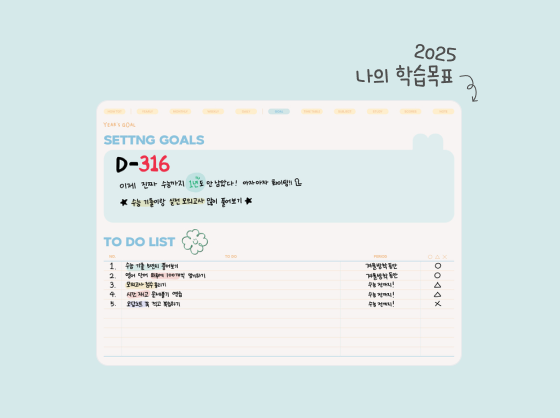 2025
나의 학습목표
YEAR & GOAL
SETTNG GOALS
D-316
이제 진짜 수능까지 1년도 안 남았다! 아자아자 화이팅!!
★ 수능 기출이랑 실전 모의고사 많이 풀어보기 ★
TO DO LIST
NO. TO DO PERIOD
1. 수능 기출 3번씩 풀어보기 겨울방학 동안 ○
2. 영어 단어 하루에 100개씩 암기하기 겨울방학 동안 ○
3. 모의고사 점수 올리기 수능 전까지! △
4. 시간 재고 문제풀기 연습 수능 전까지! △
5. 오답노트 꼭 적고 복습하기 수능 전까지! ×